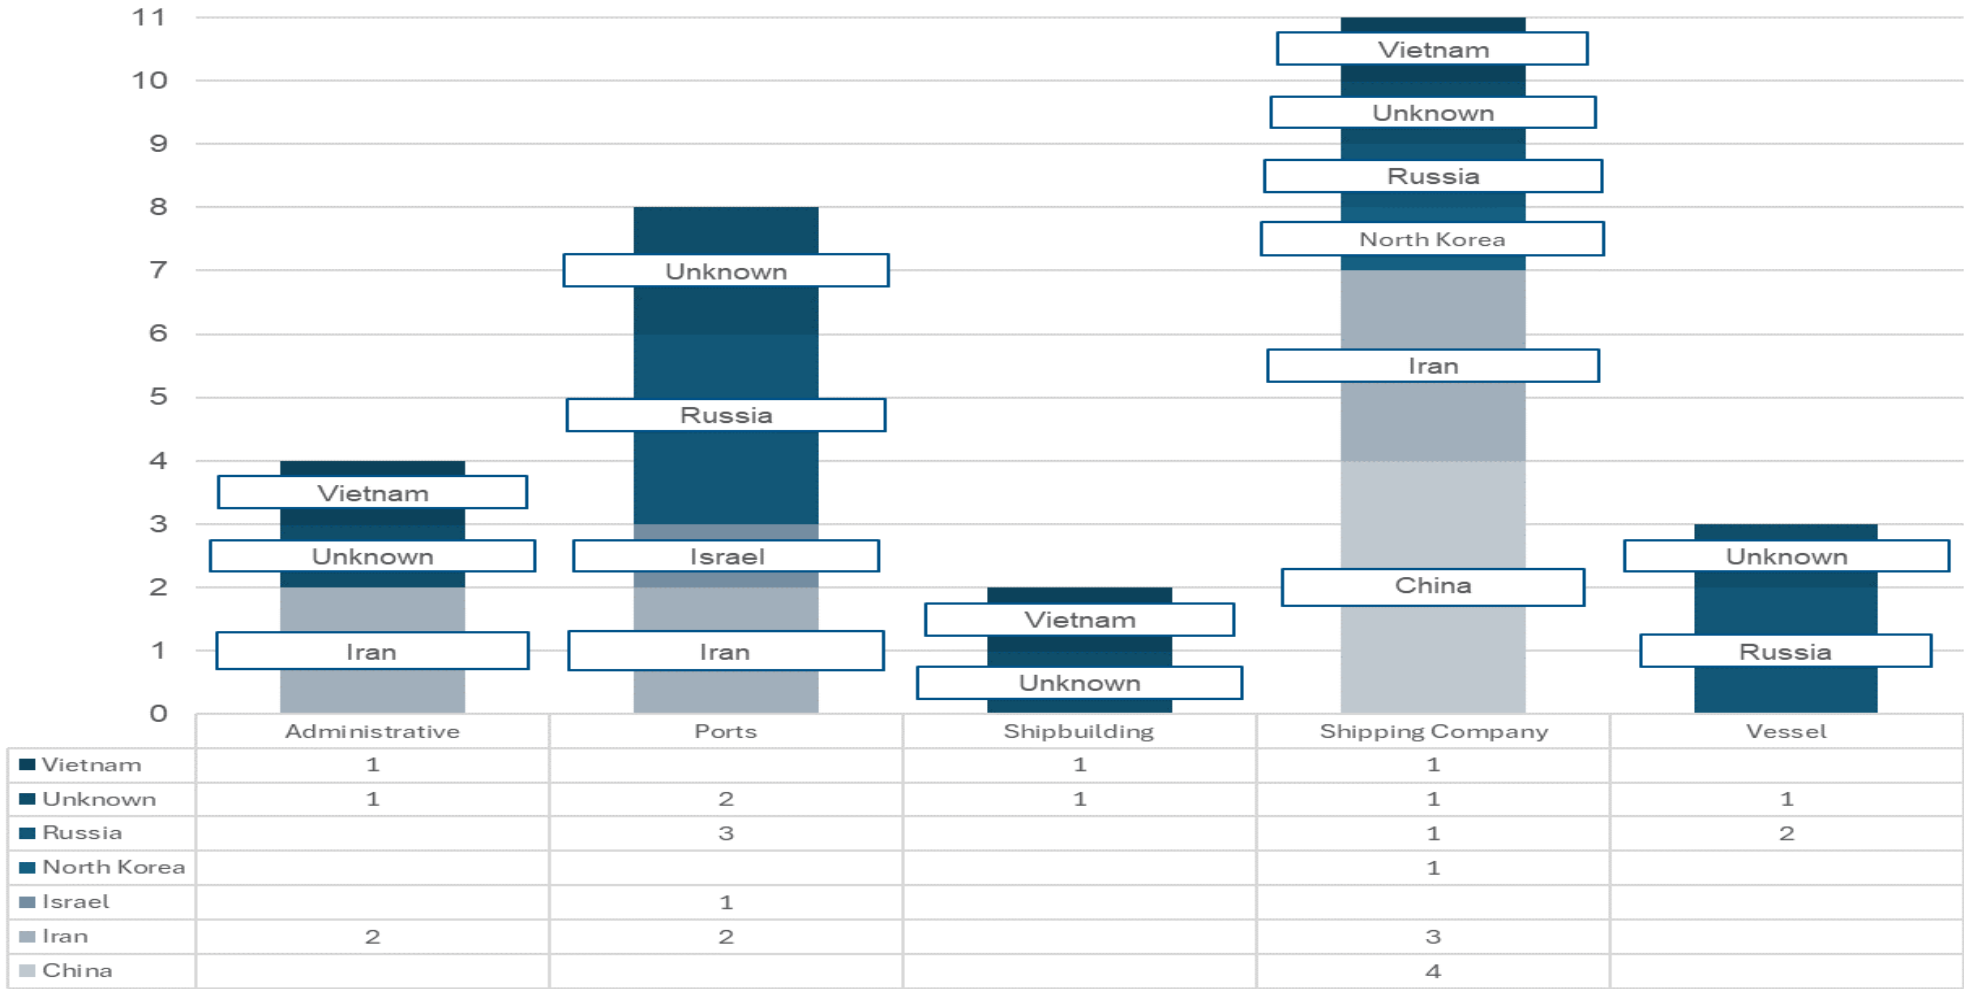 11
10
9
8
7
6
5
4
3
2
1
0
Vietnam
Unknown
Iran
Unknown
Russia
Israel
Iran
Vietnam
Unknown
Vietnam
Unknown
Russia
North Korea
Iran
China
Unknown
Russia
Administrative Ports Shipbuilding Shipping Company Vessel
Vietnam 1 1 1
Unknown 1 2 1 1 1
Russia 3 1 2
North Korea 1
Israel 1
Iran 2 2 3
China 4